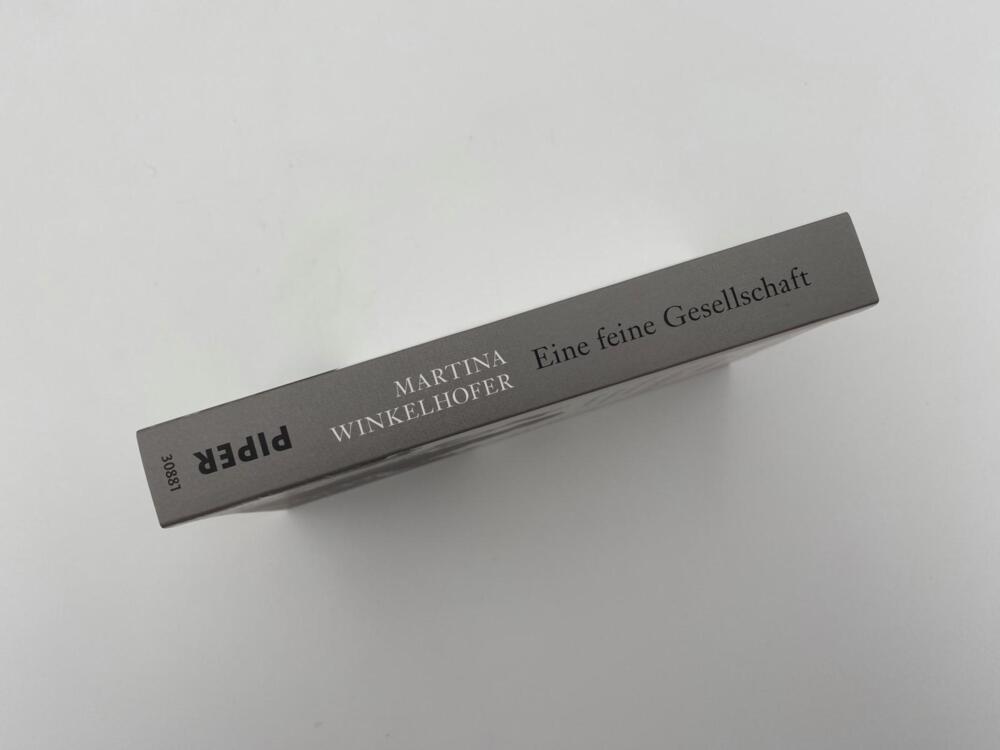 MARTINA
WINKELHOFER
Eine feine Gesellschaft
PIPER
30881